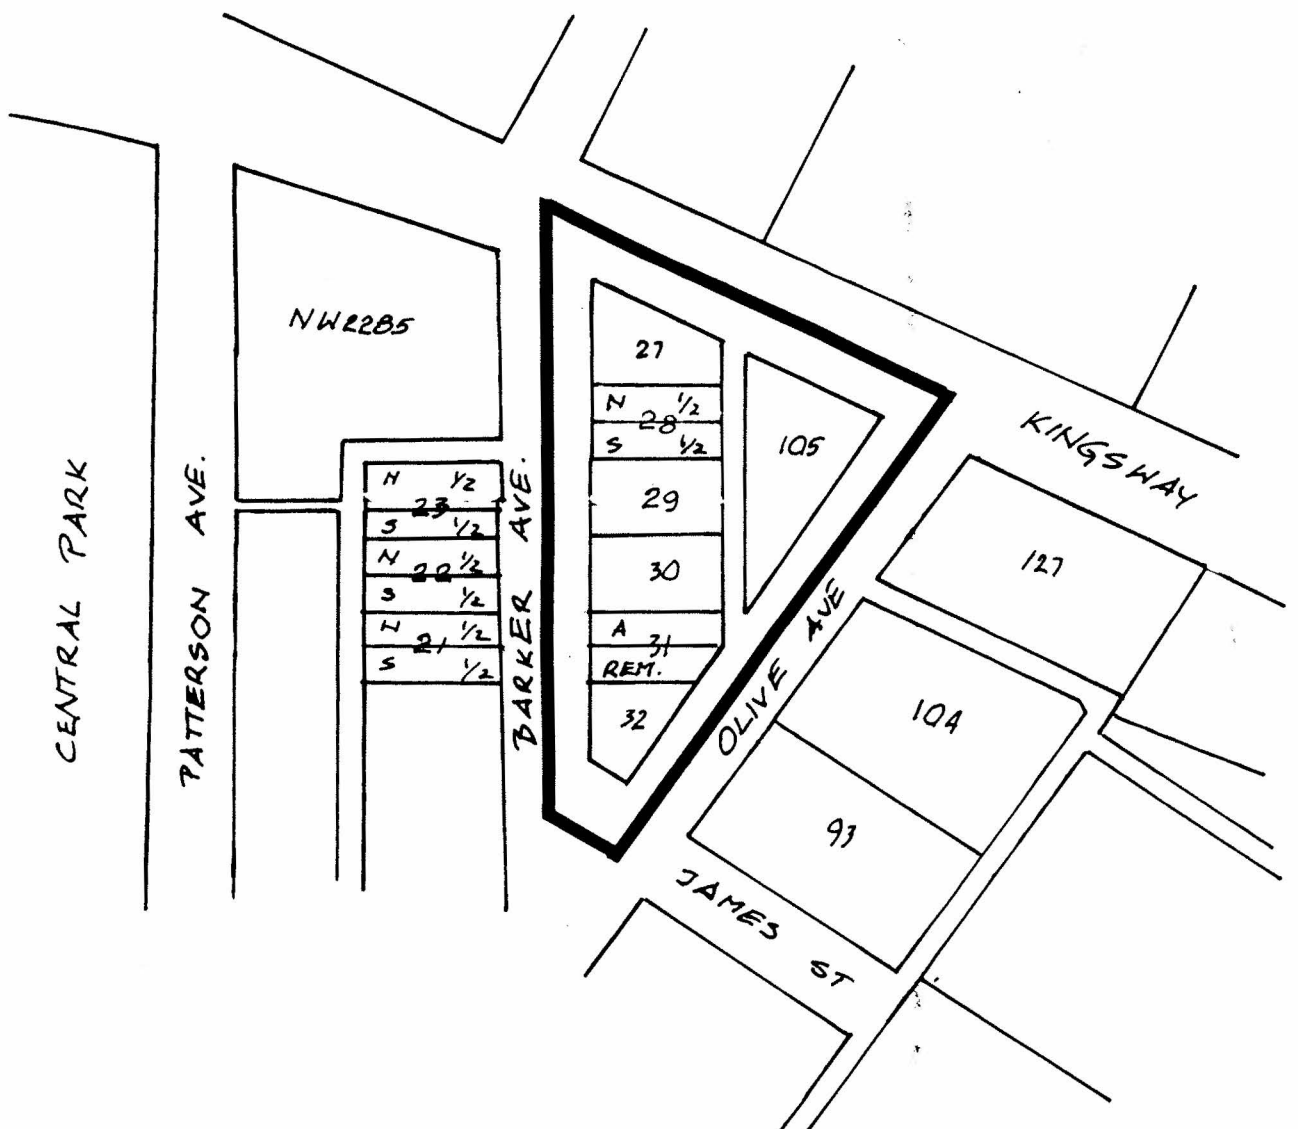 NW2285
27
N 1/2
28
S 1/2
105
29
30
A
31
REM.
32
N 1/2
23
S 1/2
N 1/2
22
S 1/2
N 1/2
21
S 1/2
CENTRAL PARK
PATTERSON AVE.
BARKER AVE.
OLIVE AVE
KINGSWAY
127
104
93
JAMES ST